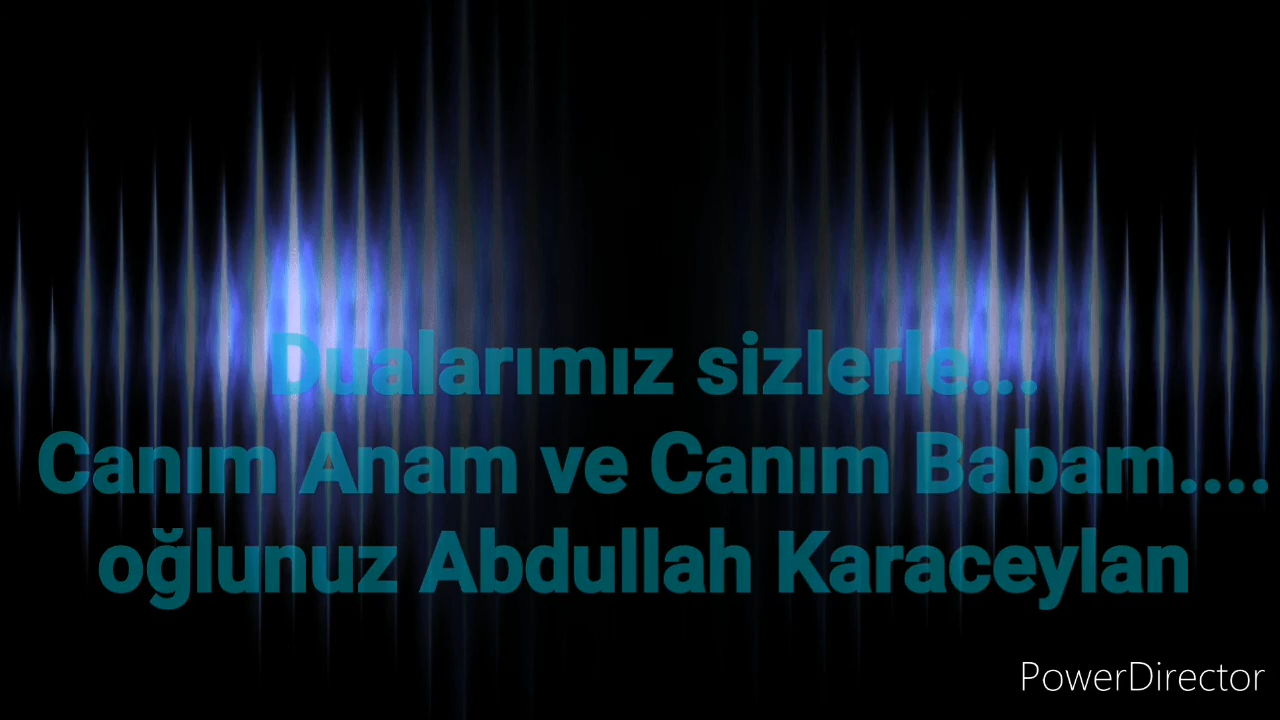 Dualarımız sizlerle...
Canım Anam ve Canım Babam....
oğlunuz Abdullah Karaceylan
PowerDirector